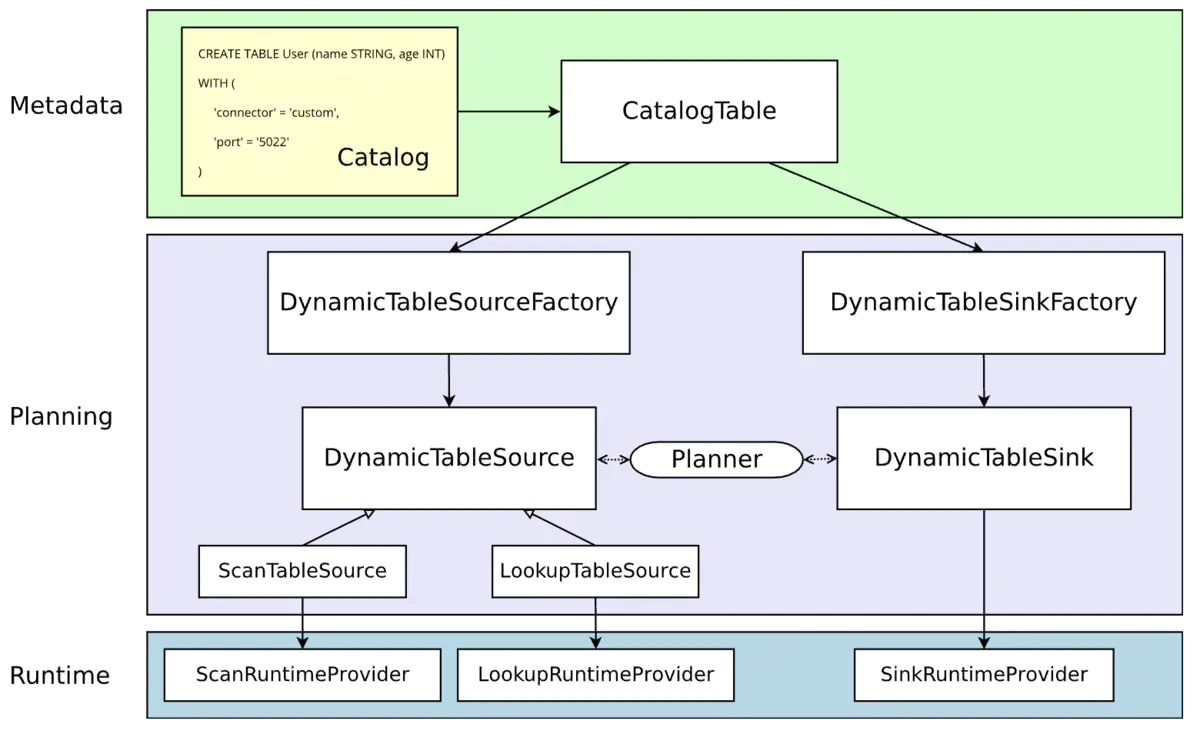 Metadata
CREATE TABLE User (name STRING, age INT)
WITH (
'connector' = 'custom',
'port' = '5022'
)
Catalog
CatalogTable
Planning
DynamicTableSourceFactory
DynamicTableSinkFactory
DynamicTableSource
Planner
DynamicTableSink
ScanTableSource
LookupTableSource
Runtime
ScanRuntimeProvider
LookupRuntimeProvider
SinkRuntimeProvider